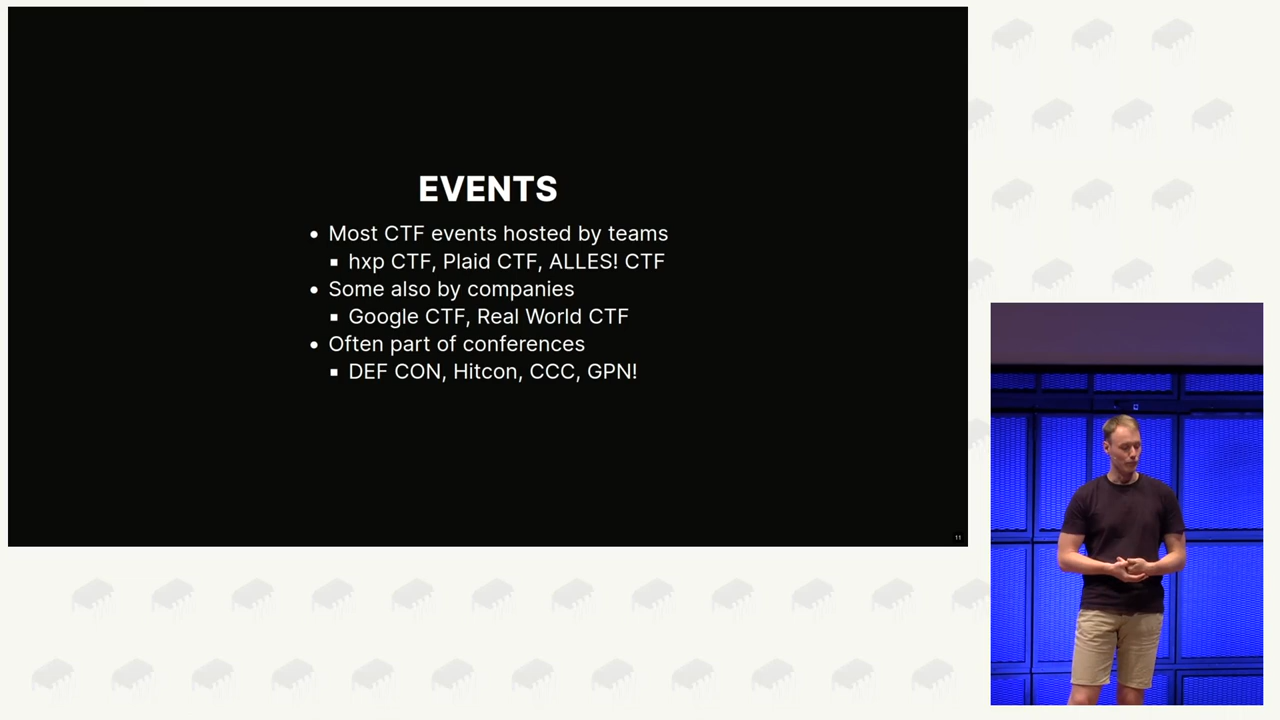 EVENTS
• Most CTF events hosted by teams
▪ hxp CTF, Plaid CTF, ALLES! CTF
• Some also by companies
▪ Google CTF, Real World CTF
• Often part of conferences
▪ DEF CON, Hitcon, CCC, GPN!
11